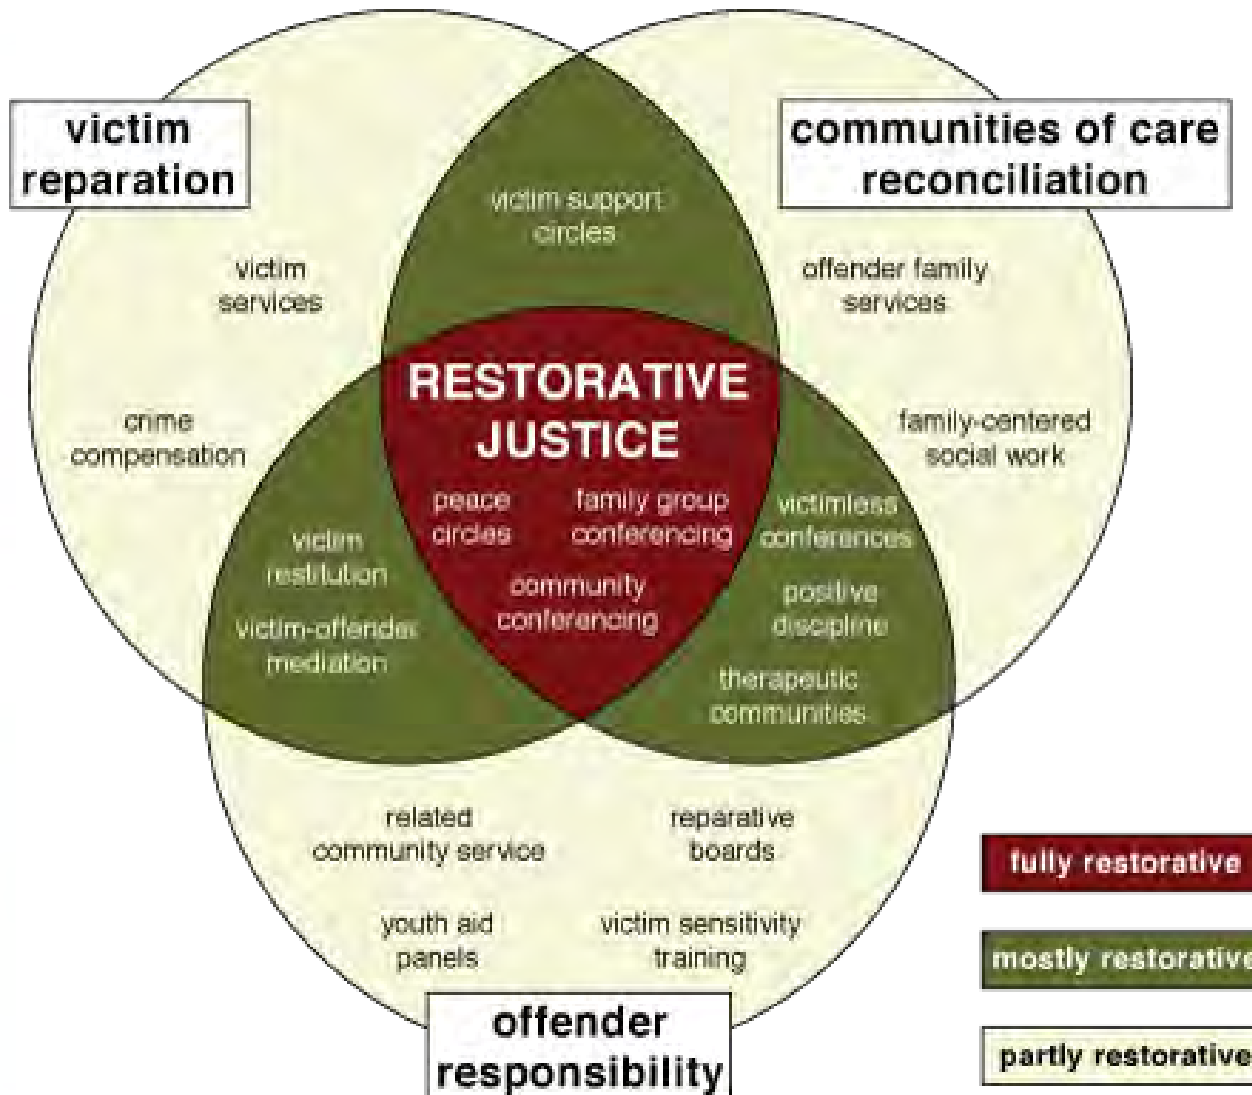 victim
reparation
communities of care
reconciliation
victim support
circles
victim
services
offender family
services
crime
compensation
family-centered
social work
RESTORATIVE
JUSTICE
peace
circles
family group
conferencing
community
conferencing
victim
restitution
victim-offender
mediation
victimless
conferences
positive
discipline
therapeutic
communities
related
community service
reparative
boards
youth aid
panels
victim sensitivity
training
offender
responsibility
fully restorative
mostly restorative
partly restorative